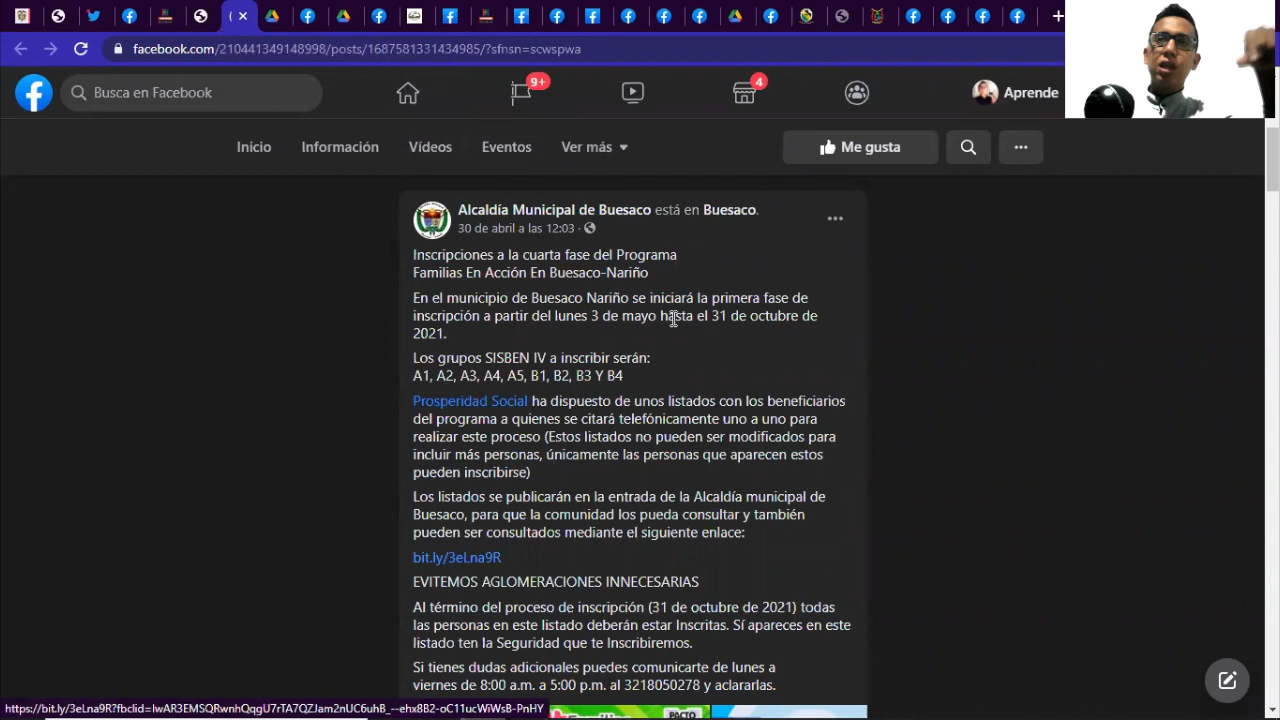 facebook.com/210441349148998/posts/1687581331434985/?sfnsn=scwspwa
Busca en Facebook
9+
4
Aprende
Inicio Información Vídeos Eventos Ver más Me gusta
Alcaldía Municipal de Buesaco está en Buesaco.
30 de abril a las 12:03
Inscripciones a la cuarta fase del Programa
Familias En Acción En Buesaco-Nariño
En el municipio de Buesaco Nariño se iniciará la primera fase de
inscripción a partir del lunes 3 de mayo hasta el 31 de octubre de
2021.
Los grupos SISBEN IV a inscribir serán:
A1, A2, A3, A4, A5, B1, B2, B3 Y B4
Prosperidad Social ha dispuesto de unos listados con los beneficiarios
del programa a quienes se citará telefónicamente uno a uno para
realizar este proceso (Estos listados no pueden ser modificados para
incluir más personas, únicamente las personas que aparecen estos
pueden inscribirse)
Los listados se publicarán en la entrada de la Alcaldía municipal de
Buesaco, para que la comunidad los pueda consultar y también
pueden ser consultados mediante el siguiente enlace:
bit.ly/3eLna9R
EVITEMOS AGLOMERACIONES INNECESARIAS
Al término del proceso de inscripción (31 de octubre de 2021) todas
las personas en este listado deberán estar Inscritas. Sí apareces en este
listado ten la Seguridad que te Inscribiremos.
Si tienes dudas adicionales puedes comunicarte de lunes a
viernes de 8:00 a.m. a 5:00 p.m. al 3218050278 y aclararlas.
PACTO